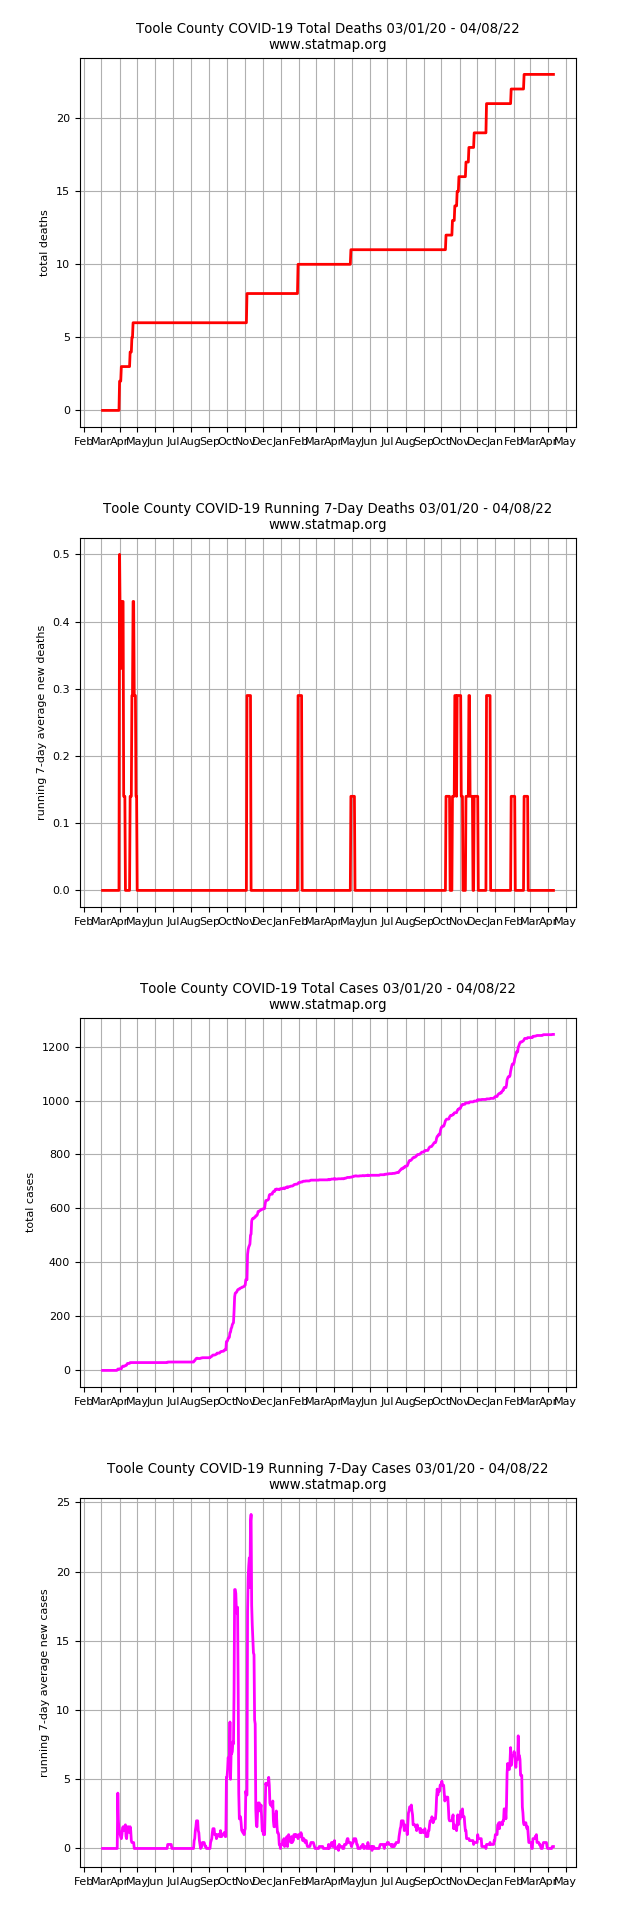 Toole County COVID-19 Total Deaths 03/01/20 - 04/08/22
www.statmap.org
total deaths
20
15
10
5
0
Feb Mar Apr May Jun Jul Aug Sep Oct Nov Dec Jan Feb Mar Apr May Jun Jul Aug Sep Oct Nov Dec Jan Feb Mar Apr May
Toole County COVID-19 Running 7-Day Deaths 03/01/20 - 04/08/22
www.statmap.org
running 7-day average new deaths
0.5
0.4
0.3
0.2
0.1
0.0
Feb Mar Apr May Jun Jul Aug Sep Oct Nov Dec Jan Feb Mar Apr May Jun Jul Aug Sep Oct Nov Dec Jan Feb Mar Apr May
Toole County COVID-19 Total Cases 03/01/20 - 04/08/22
www.statmap.org
total cases
1200
1000
800
600
400
200
0
Feb Mar Apr May Jun Jul Aug Sep Oct Nov Dec Jan Feb Mar Apr May Jun Jul Aug Sep Oct Nov Dec Jan Feb Mar Apr May
Toole County COVID-19 Running 7-Day Cases 03/01/20 - 04/08/22
www.statmap.org
running 7-day average new cases
25
20
15
10
5
0
Feb Mar Apr May Jun Jul Aug Sep Oct Nov Dec Jan Feb Mar Apr May Jun Jul Aug Sep Oct Nov Dec Jan Feb Mar Apr May